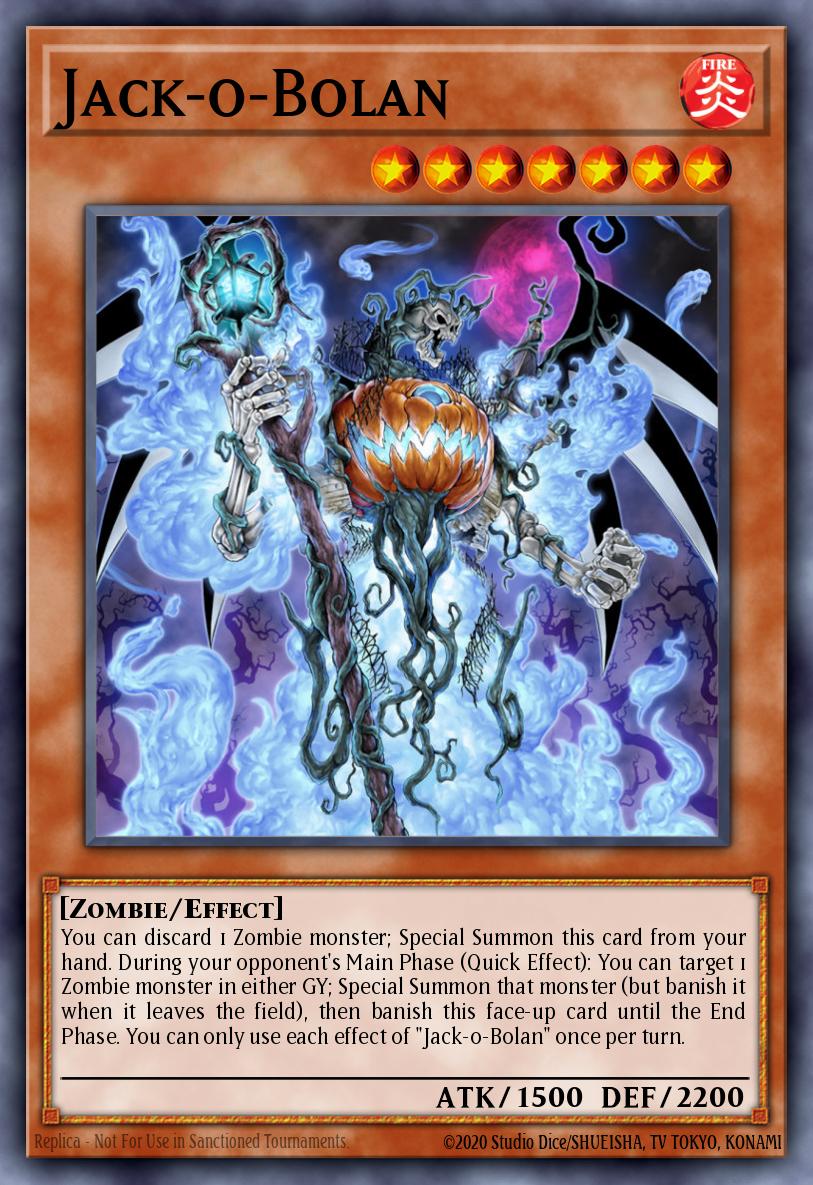 Jack-o-Bolan
FIRE
炎
[Zombie/Effect]
You can discard 1 Zombie monster; Special Summon this card from your
hand. During your opponent's Main Phase (Quick Effect): You can target 1
Zombie monster in either GY; Special Summon that monster (but banish it
when it leaves the field), then banish this face-up card until the End
Phase. You can only use each effect of "Jack-o-Bolan" once per turn.
ATK/1500 DEF/2200
Replica - Not For Use in Sanctioned Tournaments.
©2020 Studio Dice/SHUEISHA, TV TOKYO, KONAMI